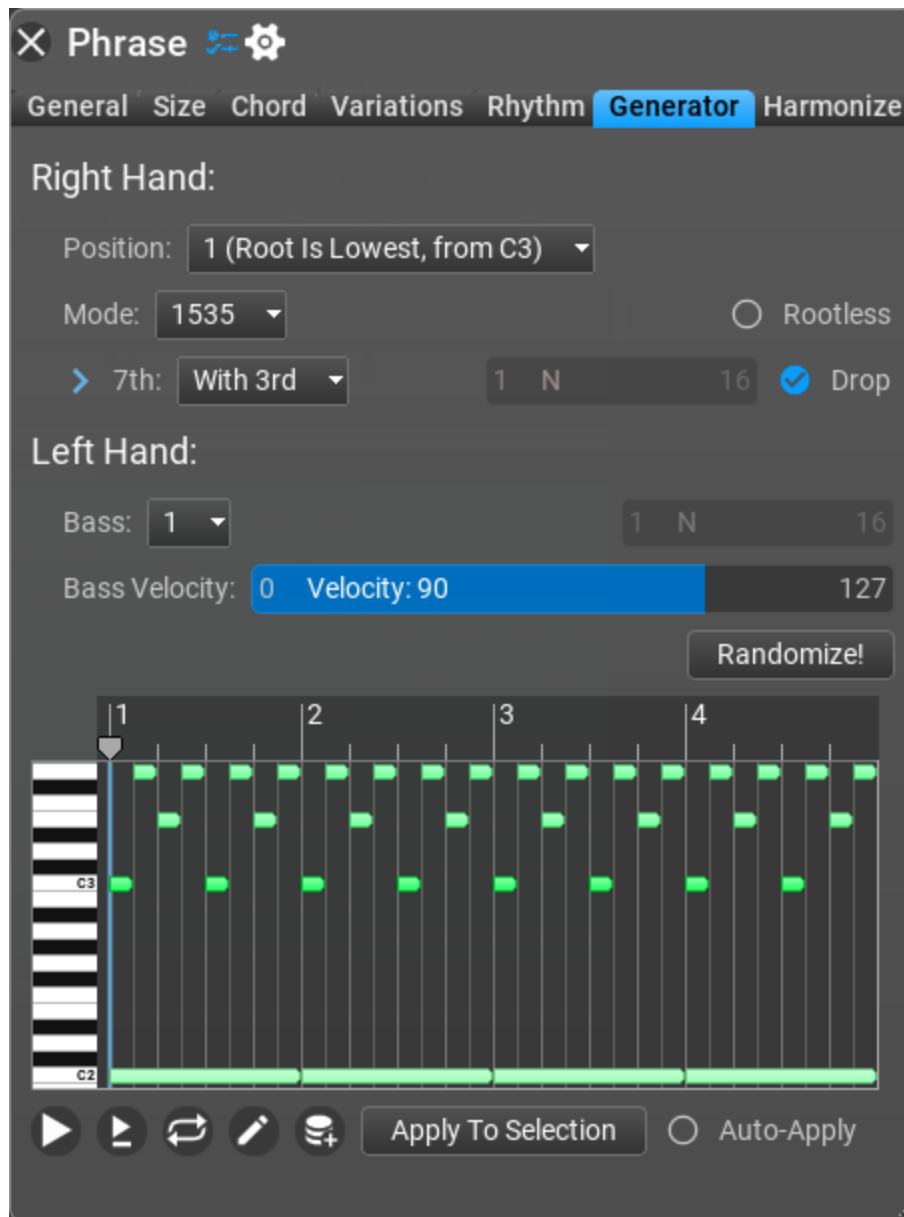 Phrase
General Size Chord Variations Rhythm Generator Harmonize
Right Hand:
Position: 1 (Root Is Lowest, from C3)
Mode: 1535 Rootless
7th: With 3rd 1 N 16 Drop
Left Hand:
Bass: 1 1 N 16
Bass Velocity: 0 Velocity: 90 127
Randomize!
1 2 3 4
C3
C2
Apply To Selection Auto-Apply